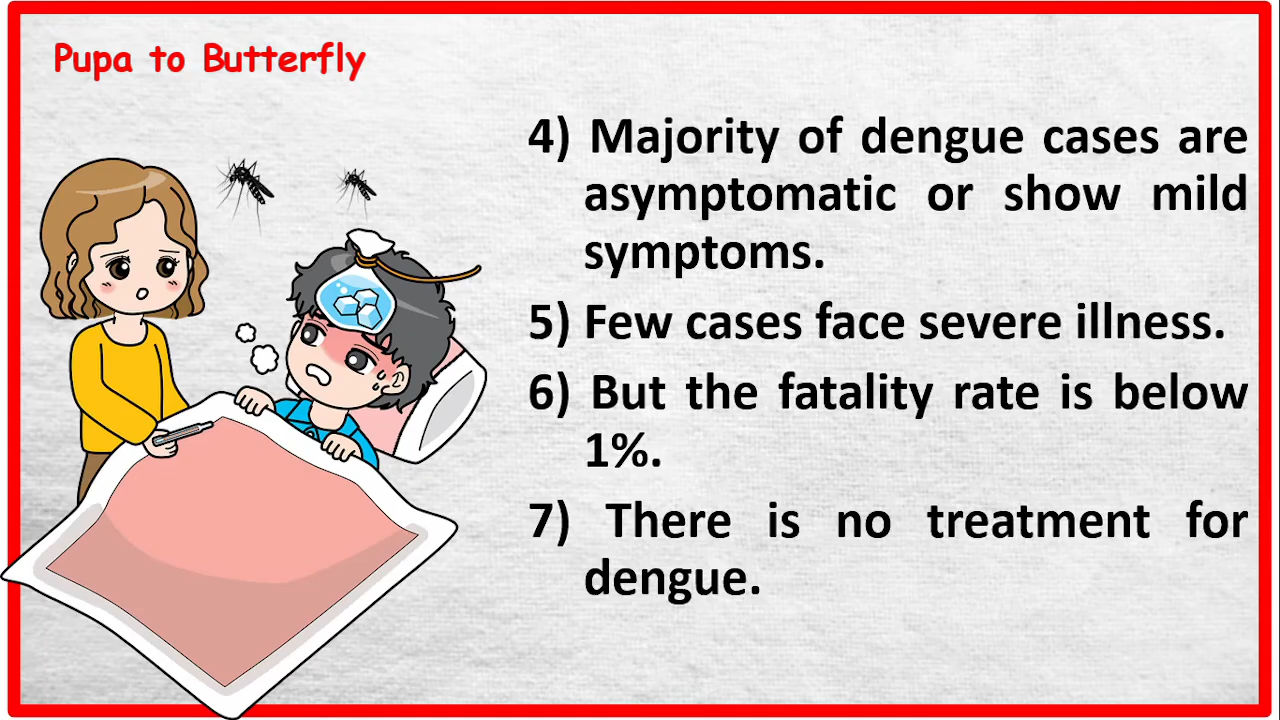 Pupa to Butterfly
4) Majority of dengue cases are
asymptomatic or show mild
symptoms.
5) Few cases face severe illness.
6) But the fatality rate is below
1%.
7) There is no treatment for
dengue.